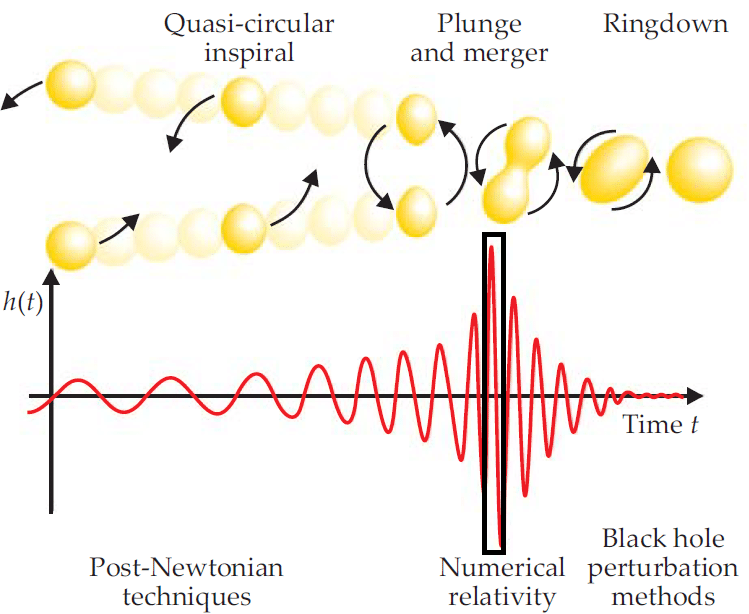 Quasi-circular
inspiral
Plunge
and merger
Ringdown
h(t)
Time t
Post-Newtonian
techniques
Numerical
relativity
Black hole
perturbation
methods